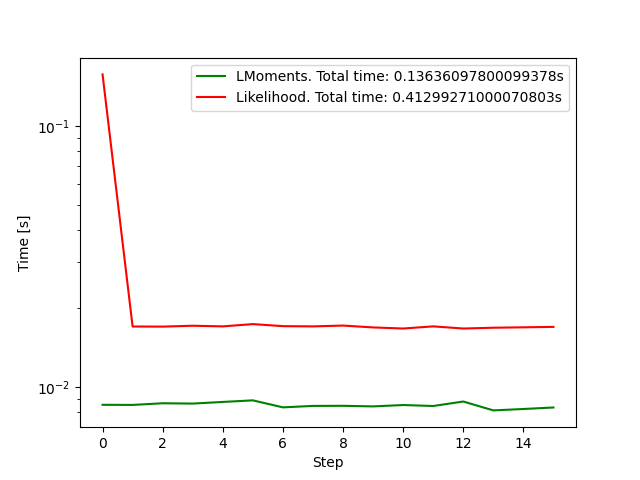 LMoments. Total time: 0.13636097800099378s
Likelihood. Total time: 0.41299271000070803s
10⁻¹
10⁻²
Time [s]
0 2 4 6 8 10 12 14
Step